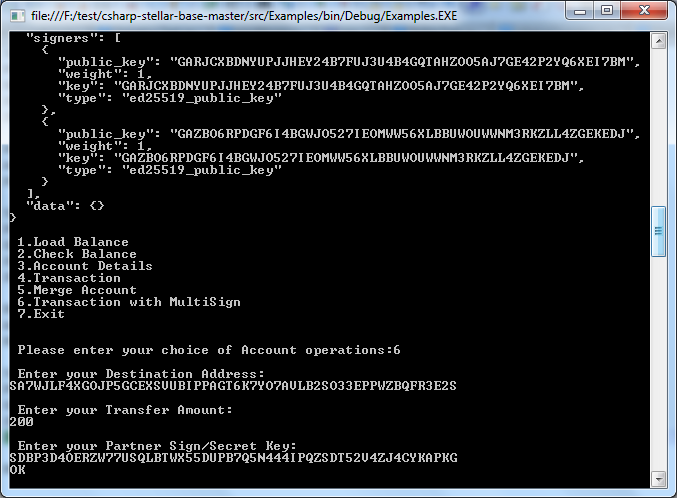 file:///F:/test/csharp-stellar-base-master/src/Examples/bin/Debug/Examples.EXE
"signers": [
{
"public_key": "GARJCXBDNYUPJJHEY24B7FUJ3U4B4GQTAHZOO5AJ7GE42P2YQ6XEI7BM",
"weight": 1,
"key": "GARJCXBDNYUPJJHEY24B7FUJ3U4B4GQTAHZOO5AJ7GE42P2YQ6XEI7BM",
"type": "ed25519_public_key"
},
{
"public_key": "GAZBO6RPDGF6I4BGWJO527IEOMWW56XLBBUWOUWWNM3RKZLL4ZGEKEDJ",
"weight": 1,
"key": "GAZBO6RPDGF6I4BGWJO527IEOMWW56XLBBUWOUWWNM3RKZLL4ZGEKEDJ",
"type": "ed25519_public_key"
}
],
"data": {}
}
1.Load Balance
2.Check Balance
3.Account Details
4.Transaction
5.Merge Account
6.Transaction with MultiSign
7.Exit
Please enter your choice of Account operations:6
Enter your Destination Address:
SA7WJLF4XGOJP5GCEXSVUBIPPAGT6K7YO7AVLB2SO33EPPWZBQFR3E2S
Enter your Transfer Amount:
200
Enter your Partner Sign/Secret Key:
SDBP3D4OERZW77USQLBTWX55DUPB7Q5N444IPQZSDT52V4ZJ4CYKAPKG
OK